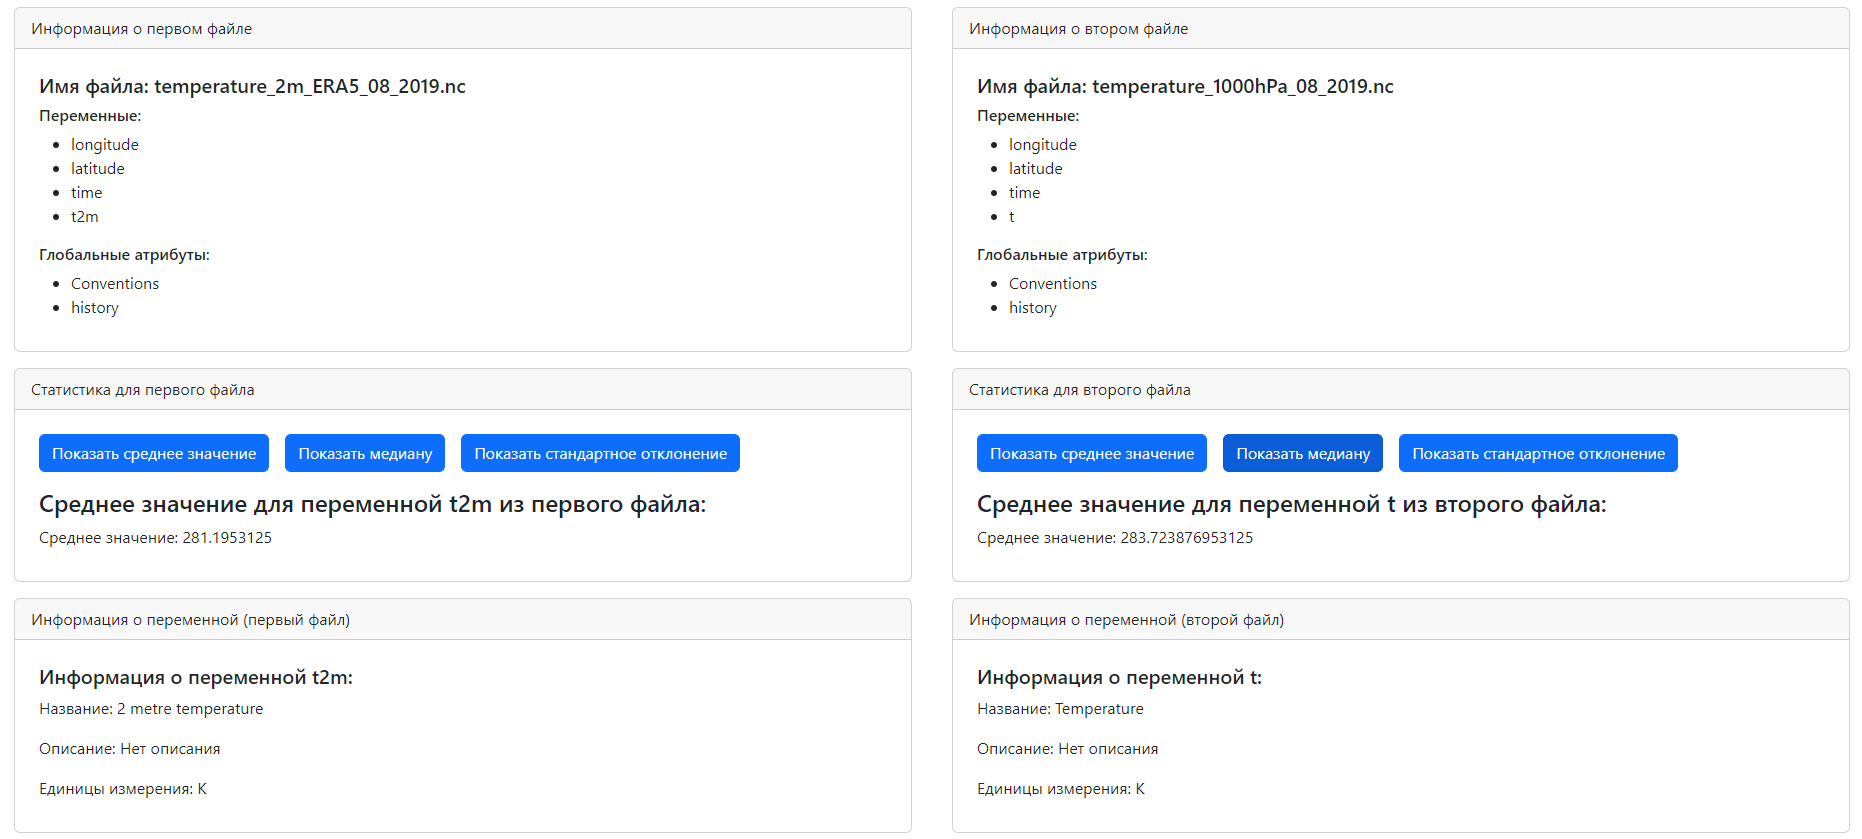 Информация о первом файле
Имя файла: temperature_2m_ERA5_08_2019.nc
Переменные:
longitude
latitude
time
t2m
Глобальные атрибуты:
Conventions
history
Статистика для первого файла
Показать среднее значение Показать медиану Показать стандартное отклонение
Среднее значение для переменной t2m из первого файла:
Среднее значение: 281.1953125
Информация о переменной (первый файл)
Информация о переменной t2m:
Название: 2 metre temperature
Описание: Нет описания
Единицы измерения: K
Информация о втором файле
Имя файла: temperature_1000hPa_08_2019.nc
Переменные:
longitude
latitude
time
t
Глобальные атрибуты:
Conventions
history
Статистика для второго файла
Показать среднее значение Показать медиану Показать стандартное отклонение
Среднее значение для переменной t из второго файла:
Среднее значение: 283.723876953125
Информация о переменной (второй файл)
Информация о переменной t:
Название: Temperature
Описание: Нет описания
Единицы измерения: K